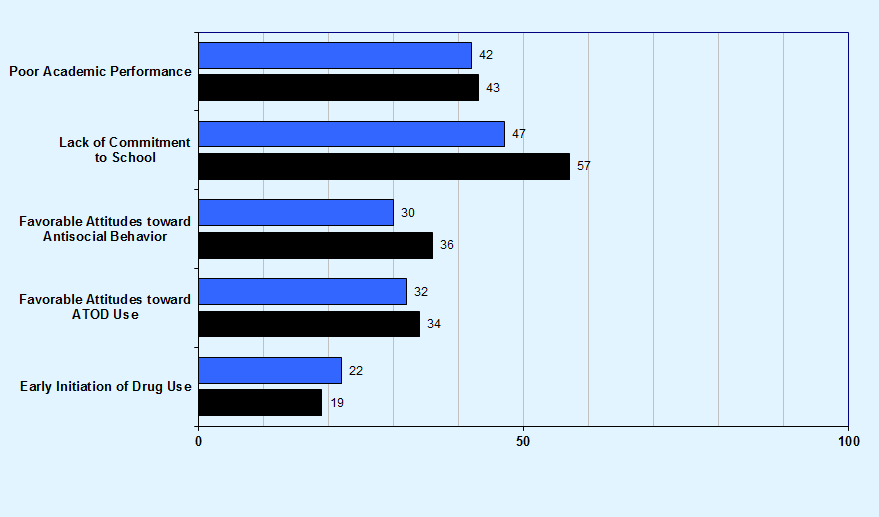 Poor Academic Performance
42
43
Lack of Commitment
to School
47
57
Favorable Attitudes toward
Antisocial Behavior
30
36
Favorable Attitudes toward
ATOD Use
32
34
Early Initiation of Drug Use
22
19
0
50
100